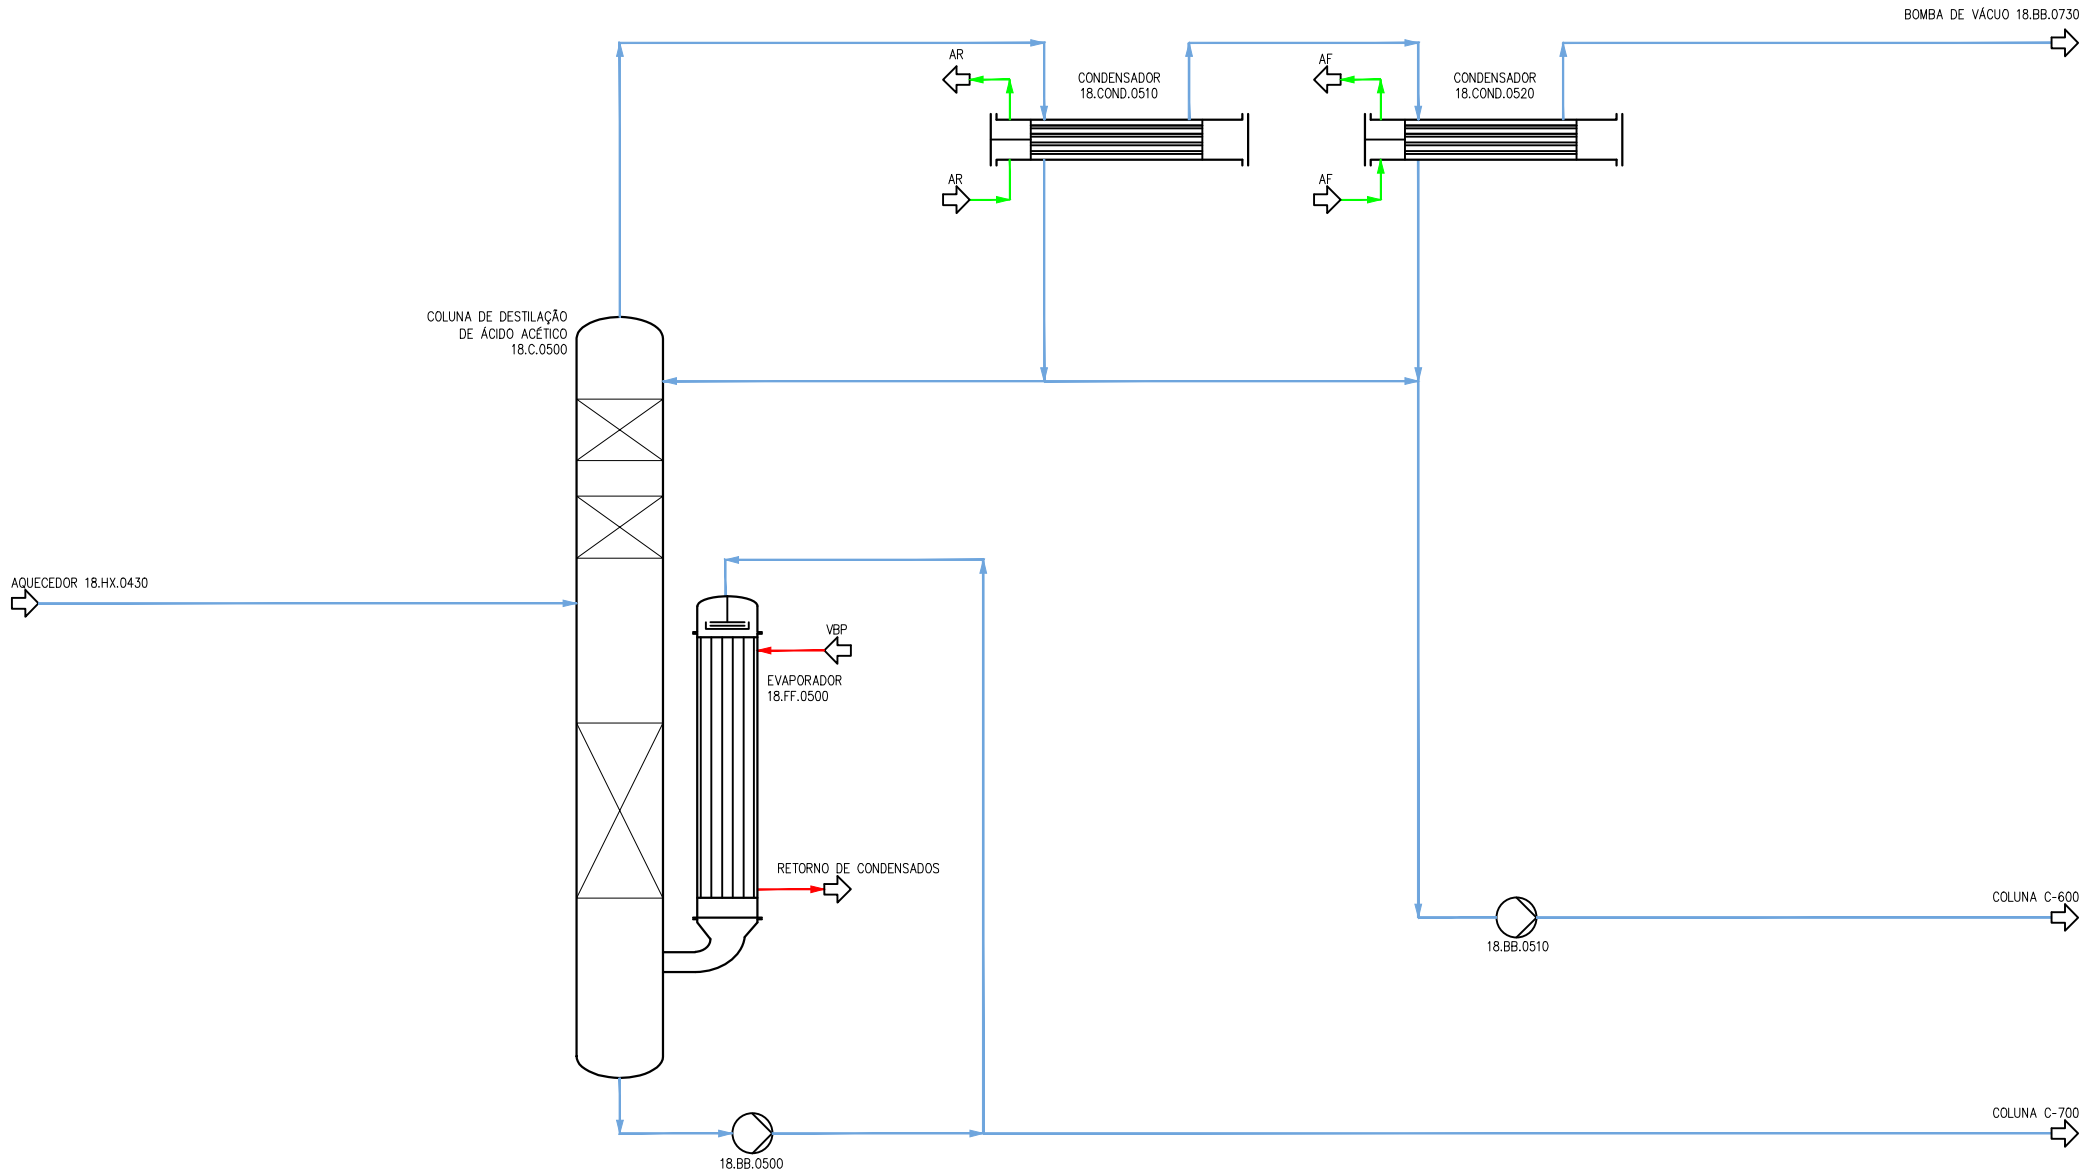 BOMBA DE VÁCUO 18.BB.0730
AR
CONDENSADOR
18.COND.0510
AF
CONDENSADOR
18.COND.0520
AR
AF
COLUNA DE DESTILAÇÃO
DE ÁCIDO ACÉTICO
18.C.0500
AQUECEDOR 18.HX.0430
VBP
EVAPORADOR
18.FF.0500
RETORNO DE CONDENSADOS
COLUNA C-600
18.BB.0510
COLUNA C-700
18.BB.0500